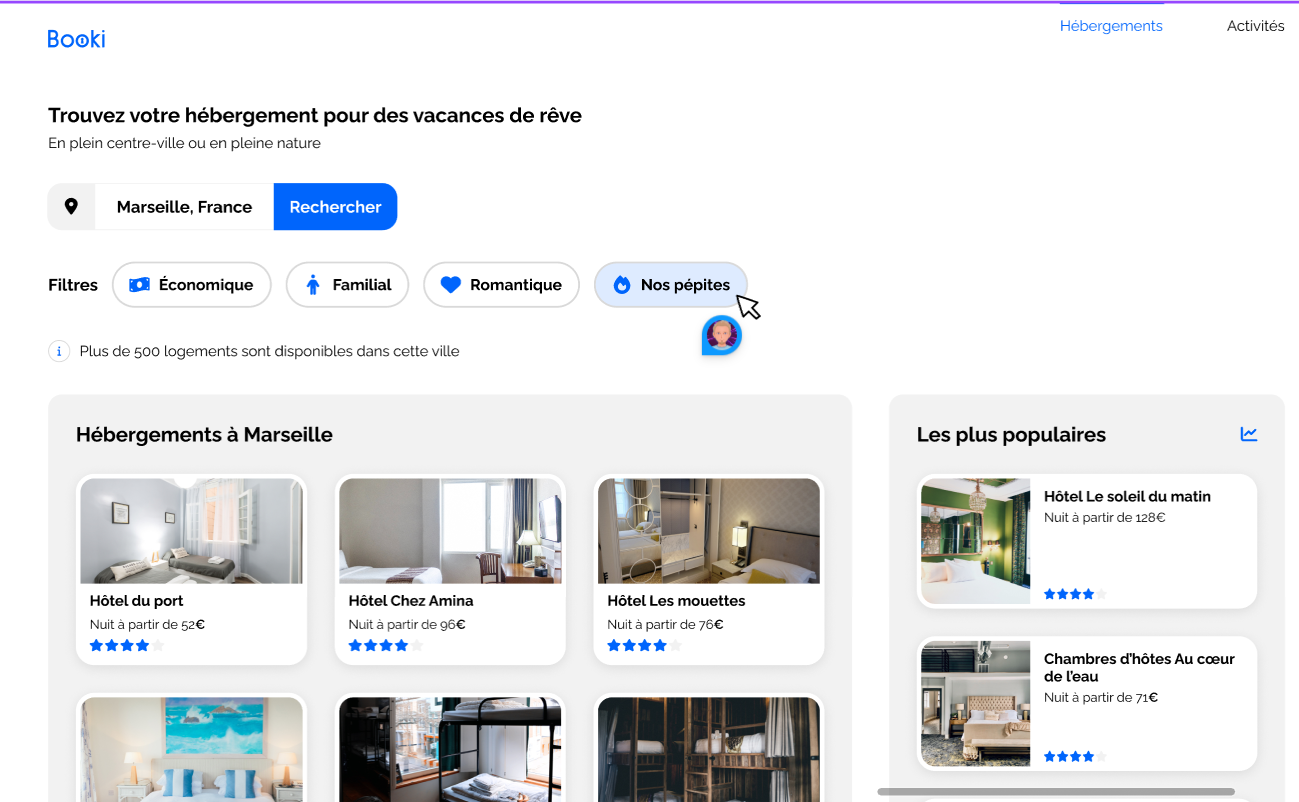 Booki
Hébergements
Activités
Trouvez votre hébergement pour des vacances de rêve
En plein centre-ville ou en pleine nature
Marseille, France
Rechercher
Filtres
Économique
Familial
Romantique
Nos pépites
Plus de 500 logements sont disponibles dans cette ville
Hébergements à Marseille
Hôtel du port
Nuit à partir de 52€
Hôtel Chez Amina
Nuit à partir de 96€
Hôtel Les mouettes
Nuit à partir de 76€
Les plus populaires
Hôtel Le soleil du matin
Nuit à partir de 128€
Chambres d’hôtes Au cœur
de l’eau
Nuit à partir de 71€